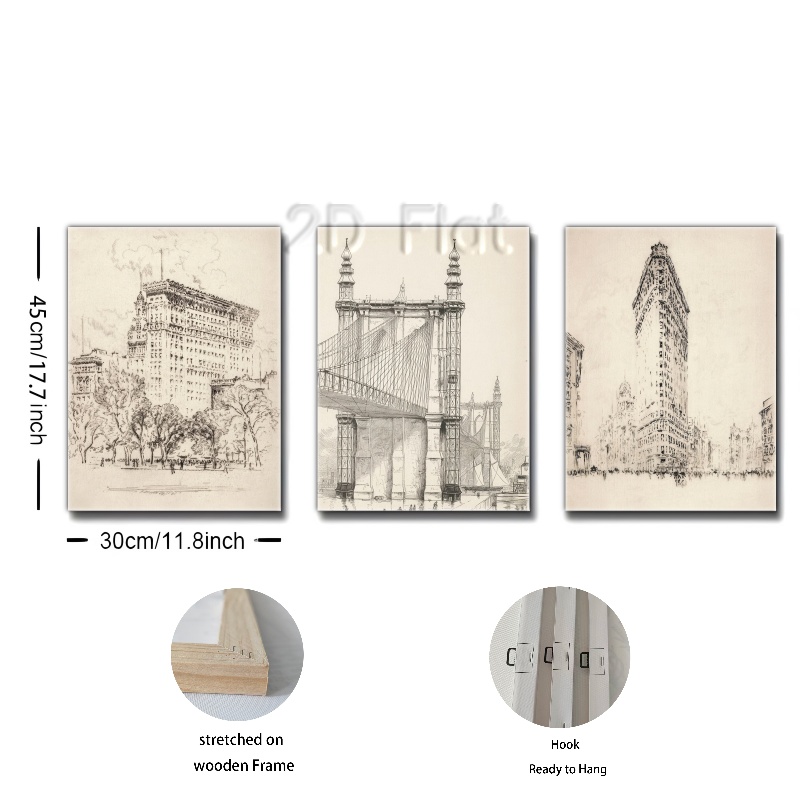 2D Flat
45cm/17.7inch
30cm/11.8inch
stretched on
wooden Frame
Hook
Ready to Hang